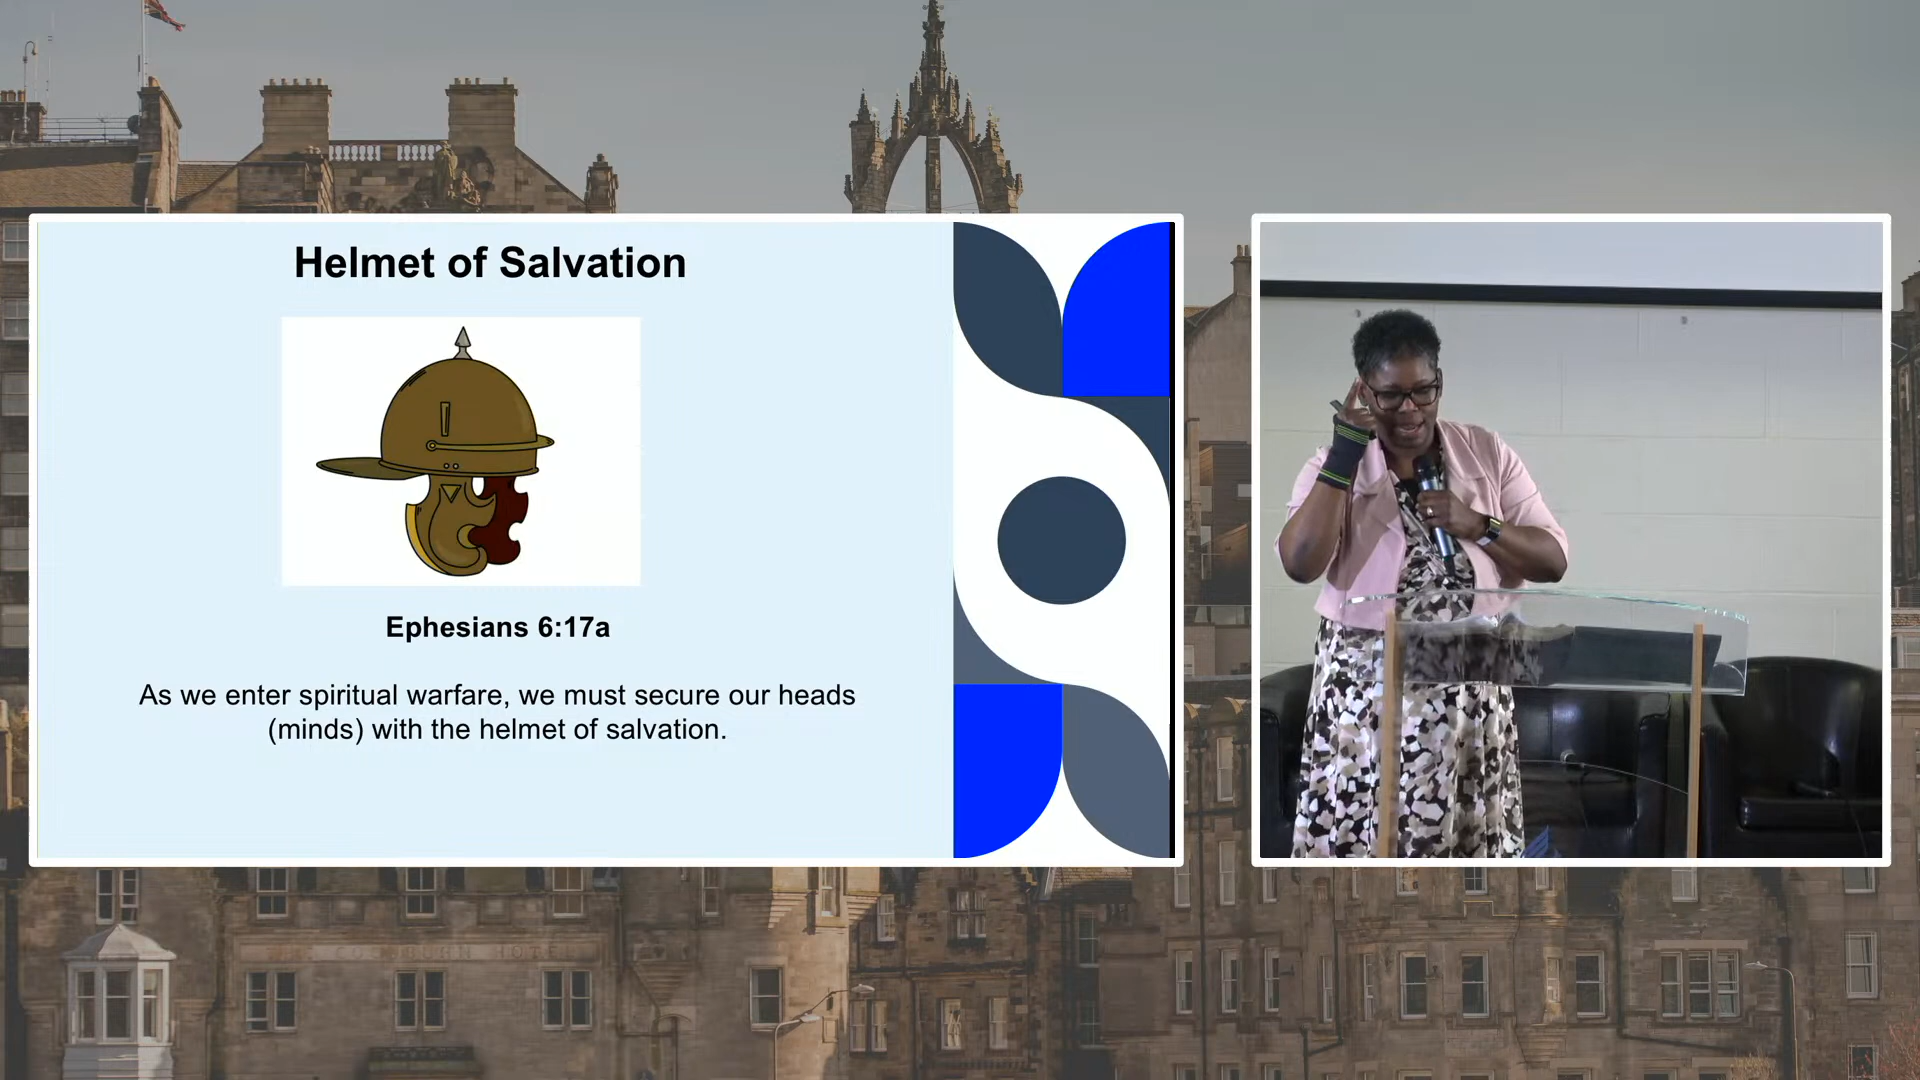 Helmet of Salvation
Ephesians 6:17a
As we enter spiritual warfare, we must secure our heads
(minds) with the helmet of salvation.